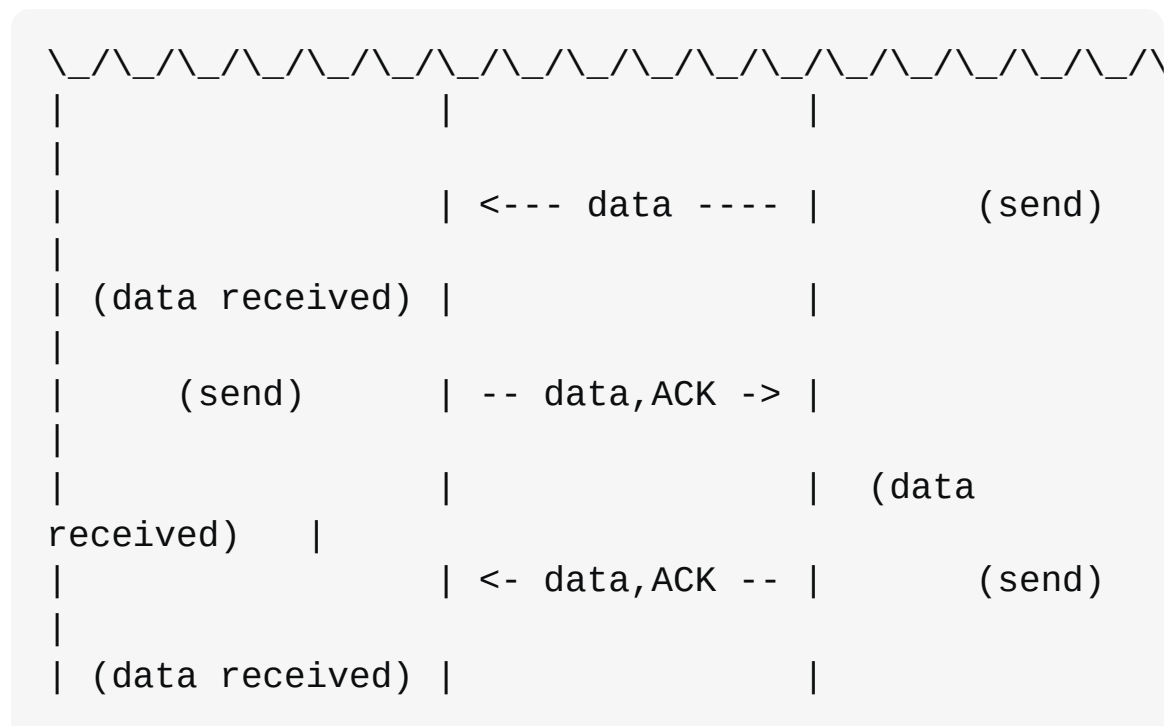 \_/\_/\_/\_/\_/\_/\_/\_/\_/\_/\_/\_/\_/\_/\_/\_/\_/\
|                  |                |
|
|                  | <--- data ---- |       (send)
|
| (data received) |                |
|
|     (send)      | -- data,ACK -> |
|
|                 |                |  (data
received)   |
|                 | <- data,ACK -- |       (send)
|
| (data received) |                |